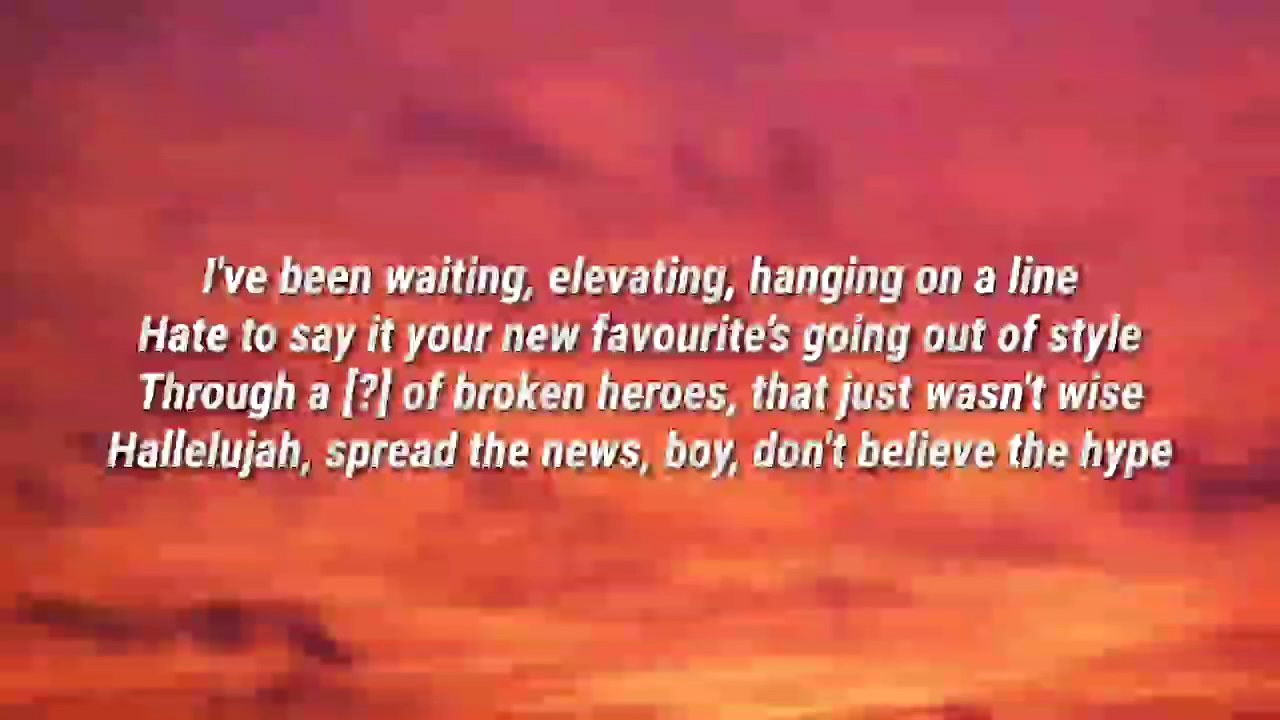 I've been waiting, elevating, hanging on a line
Hate to say it your new favourite's going out of style
Through a [?] of broken heroes, that just wasn't wise
Hallelujah, spread the news, boy, don't believe the hype